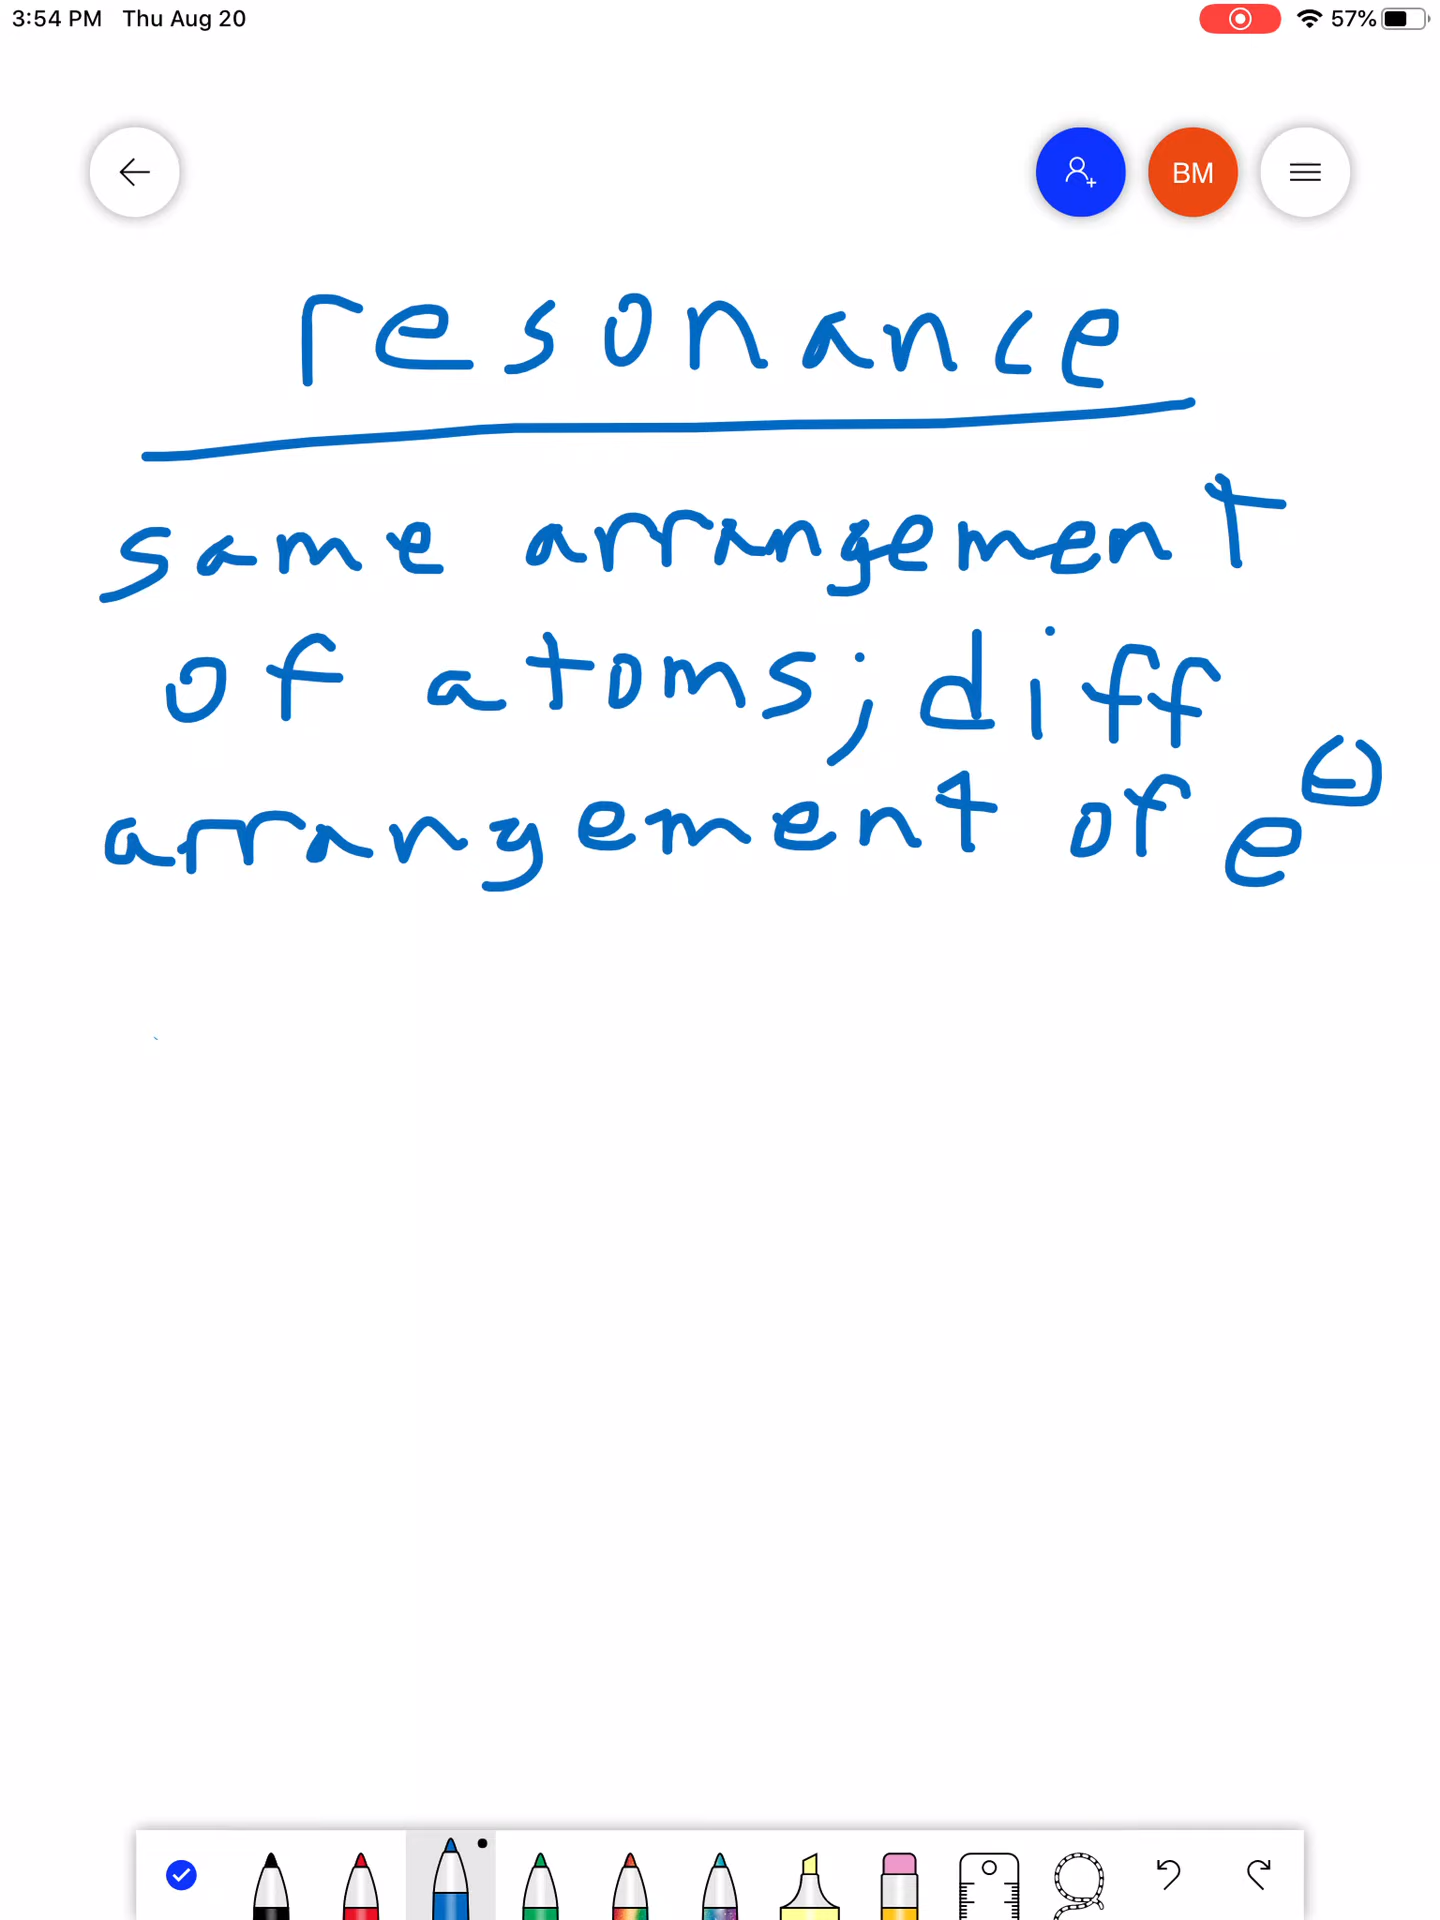 3:54 PM Thu Aug 20 57%
BM
resonance
same arrangement
of atoms; diff
arrangement of e⊖